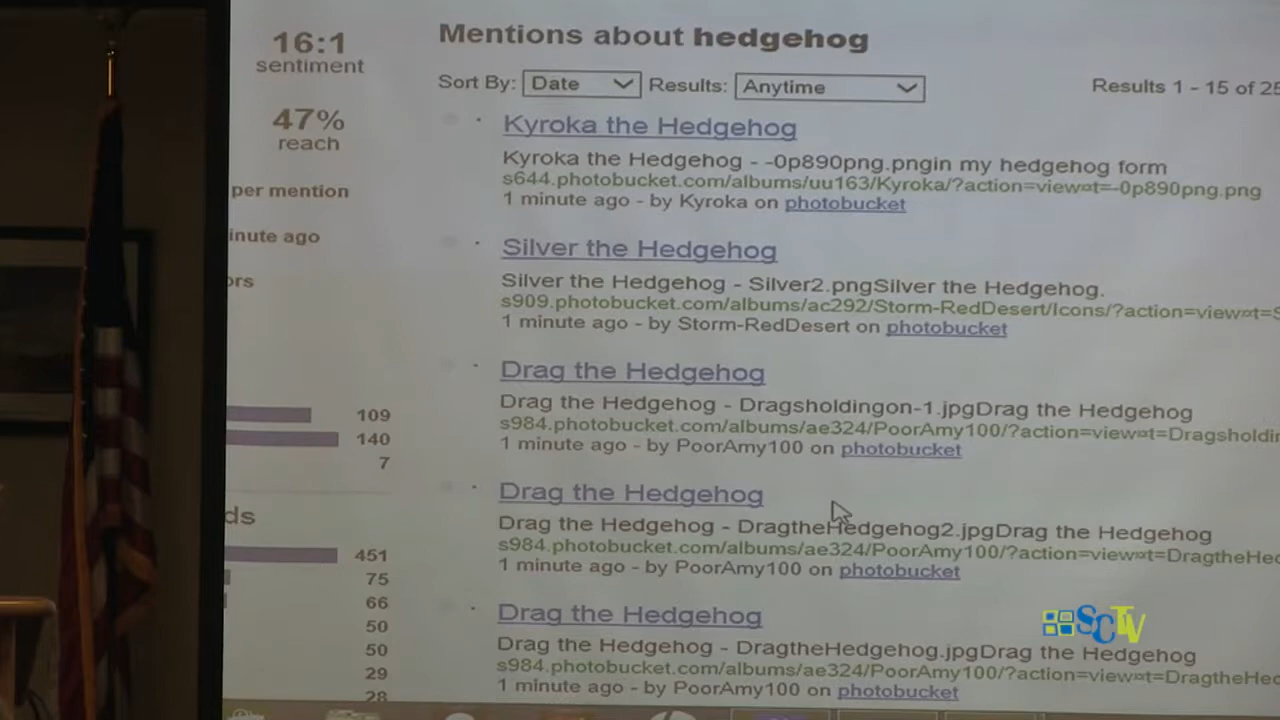 16:1
sentiment
47%
reach
per mention
inute ago
ors
109
140
7
ds
451
75
66
50
50
29
28
Mentions about hedgehog
Sort By: Date Results: Anytime
Results 1 - 15 of 25
Kyroka the Hedgehog
Kyroka the Hedgehog - -0p890png.pngin my hedgehog form
s644.photobucket.com/albums/uu163/Kyroka/?action=view¤t=-0p890png.png
1 minute ago - by Kyroka on photobucket
Silver the Hedgehog
Silver the Hedgehog - Silver2.pngSilver the Hedgehog.
s909.photobucket.com/albums/ac292/Storm-RedDesert/Icons/?action=view¤t=S
1 minute ago - by Storm-RedDesert on photobucket
Drag the Hedgehog
Drag the Hedgehog - Dragsholdingon-1.jpgDrag the Hedgehog
s984.photobucket.com/albums/ae324/PoorAmy100/?action=view¤t=Dragsholdin
1 minute ago - by PoorAmy100 on photobucket
Drag the Hedgehog
Drag the Hedgehog - DragtheHedgehog2.jpgDrag the Hedgehog
s984.photobucket.com/albums/ae324/PoorAmy100/?action=view¤t=DragtheHed
1 minute ago - by PoorAmy100 on photobucket
Drag the Hedgehog
Drag the Hedgehog - DragtheHedgehog.jpgDrag the Hedgehog
s984.photobucket.com/albums/ae324/PoorAmy100/?action=view¤t=DragtheHed
1 minute ago - by PoorAmy100 on photobucket
SCTV